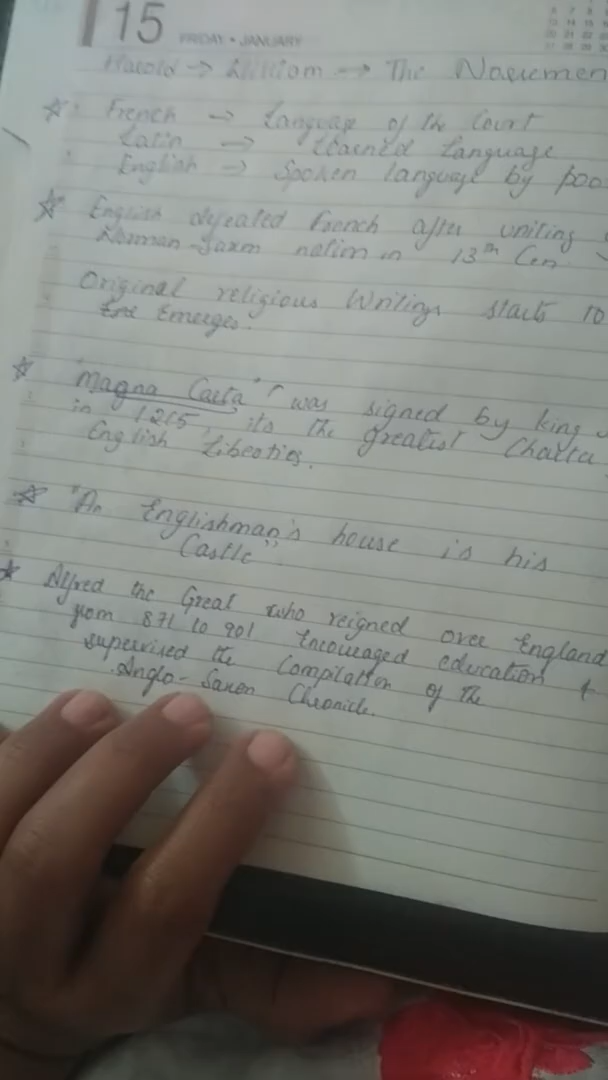 15 FRIDAY • JANUARY
Harold → William → The Norsemen
French → Language of the Court
Latin → Learned Language
English → Spoken language by poo
English defeated French after uniting
Norman-Saxon nation in 13th Cen
Original religious Writings starts to
Emerges.
"Magna Carta" was signed by king
in 1215, its the greatest Charta
English Liberties.
"An Englishman's house is his
Castle".
Alfred the Great who reigned over England
from 871 to 901 Encouraged education &
supervised the Compilation of the
Anglo-Saxon Chronicle.